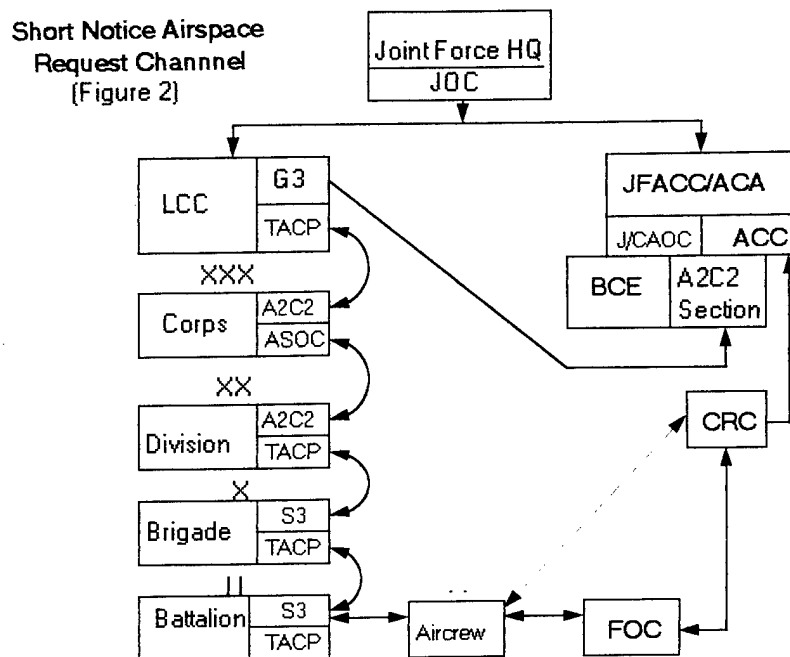 Short Notice Airspace
Request Channnel
(Figure 2)
Joint Force HQ
JOC
LCC
G3
TACP
XXX
Corps
A2C2
ASOC
XX
Division
A2C2
TACP
X
Brigade
S3
TACP
II
Battalion
S3
TACP
Aircrew
FOC
CRC
JFACC/ACA
J/CAOC
ACC
BCE
A2C2
Section